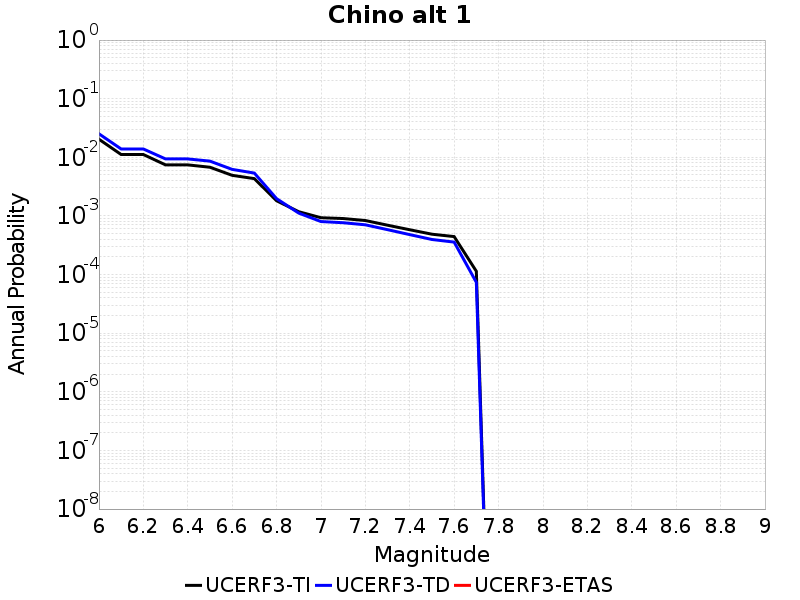 Chino alt 1
Annual Probability
10^0
10^-1
10^-2
10^-3
10^-4
10^-5
10^-6
10^-7
10^-8
6 6.2 6.4 6.6 6.8 7 7.2 7.4 7.6 7.8 8 8.2 8.4 8.6 8.8 9
Magnitude
UCERF3-TI UCERF3-TD UCERF3-ETAS